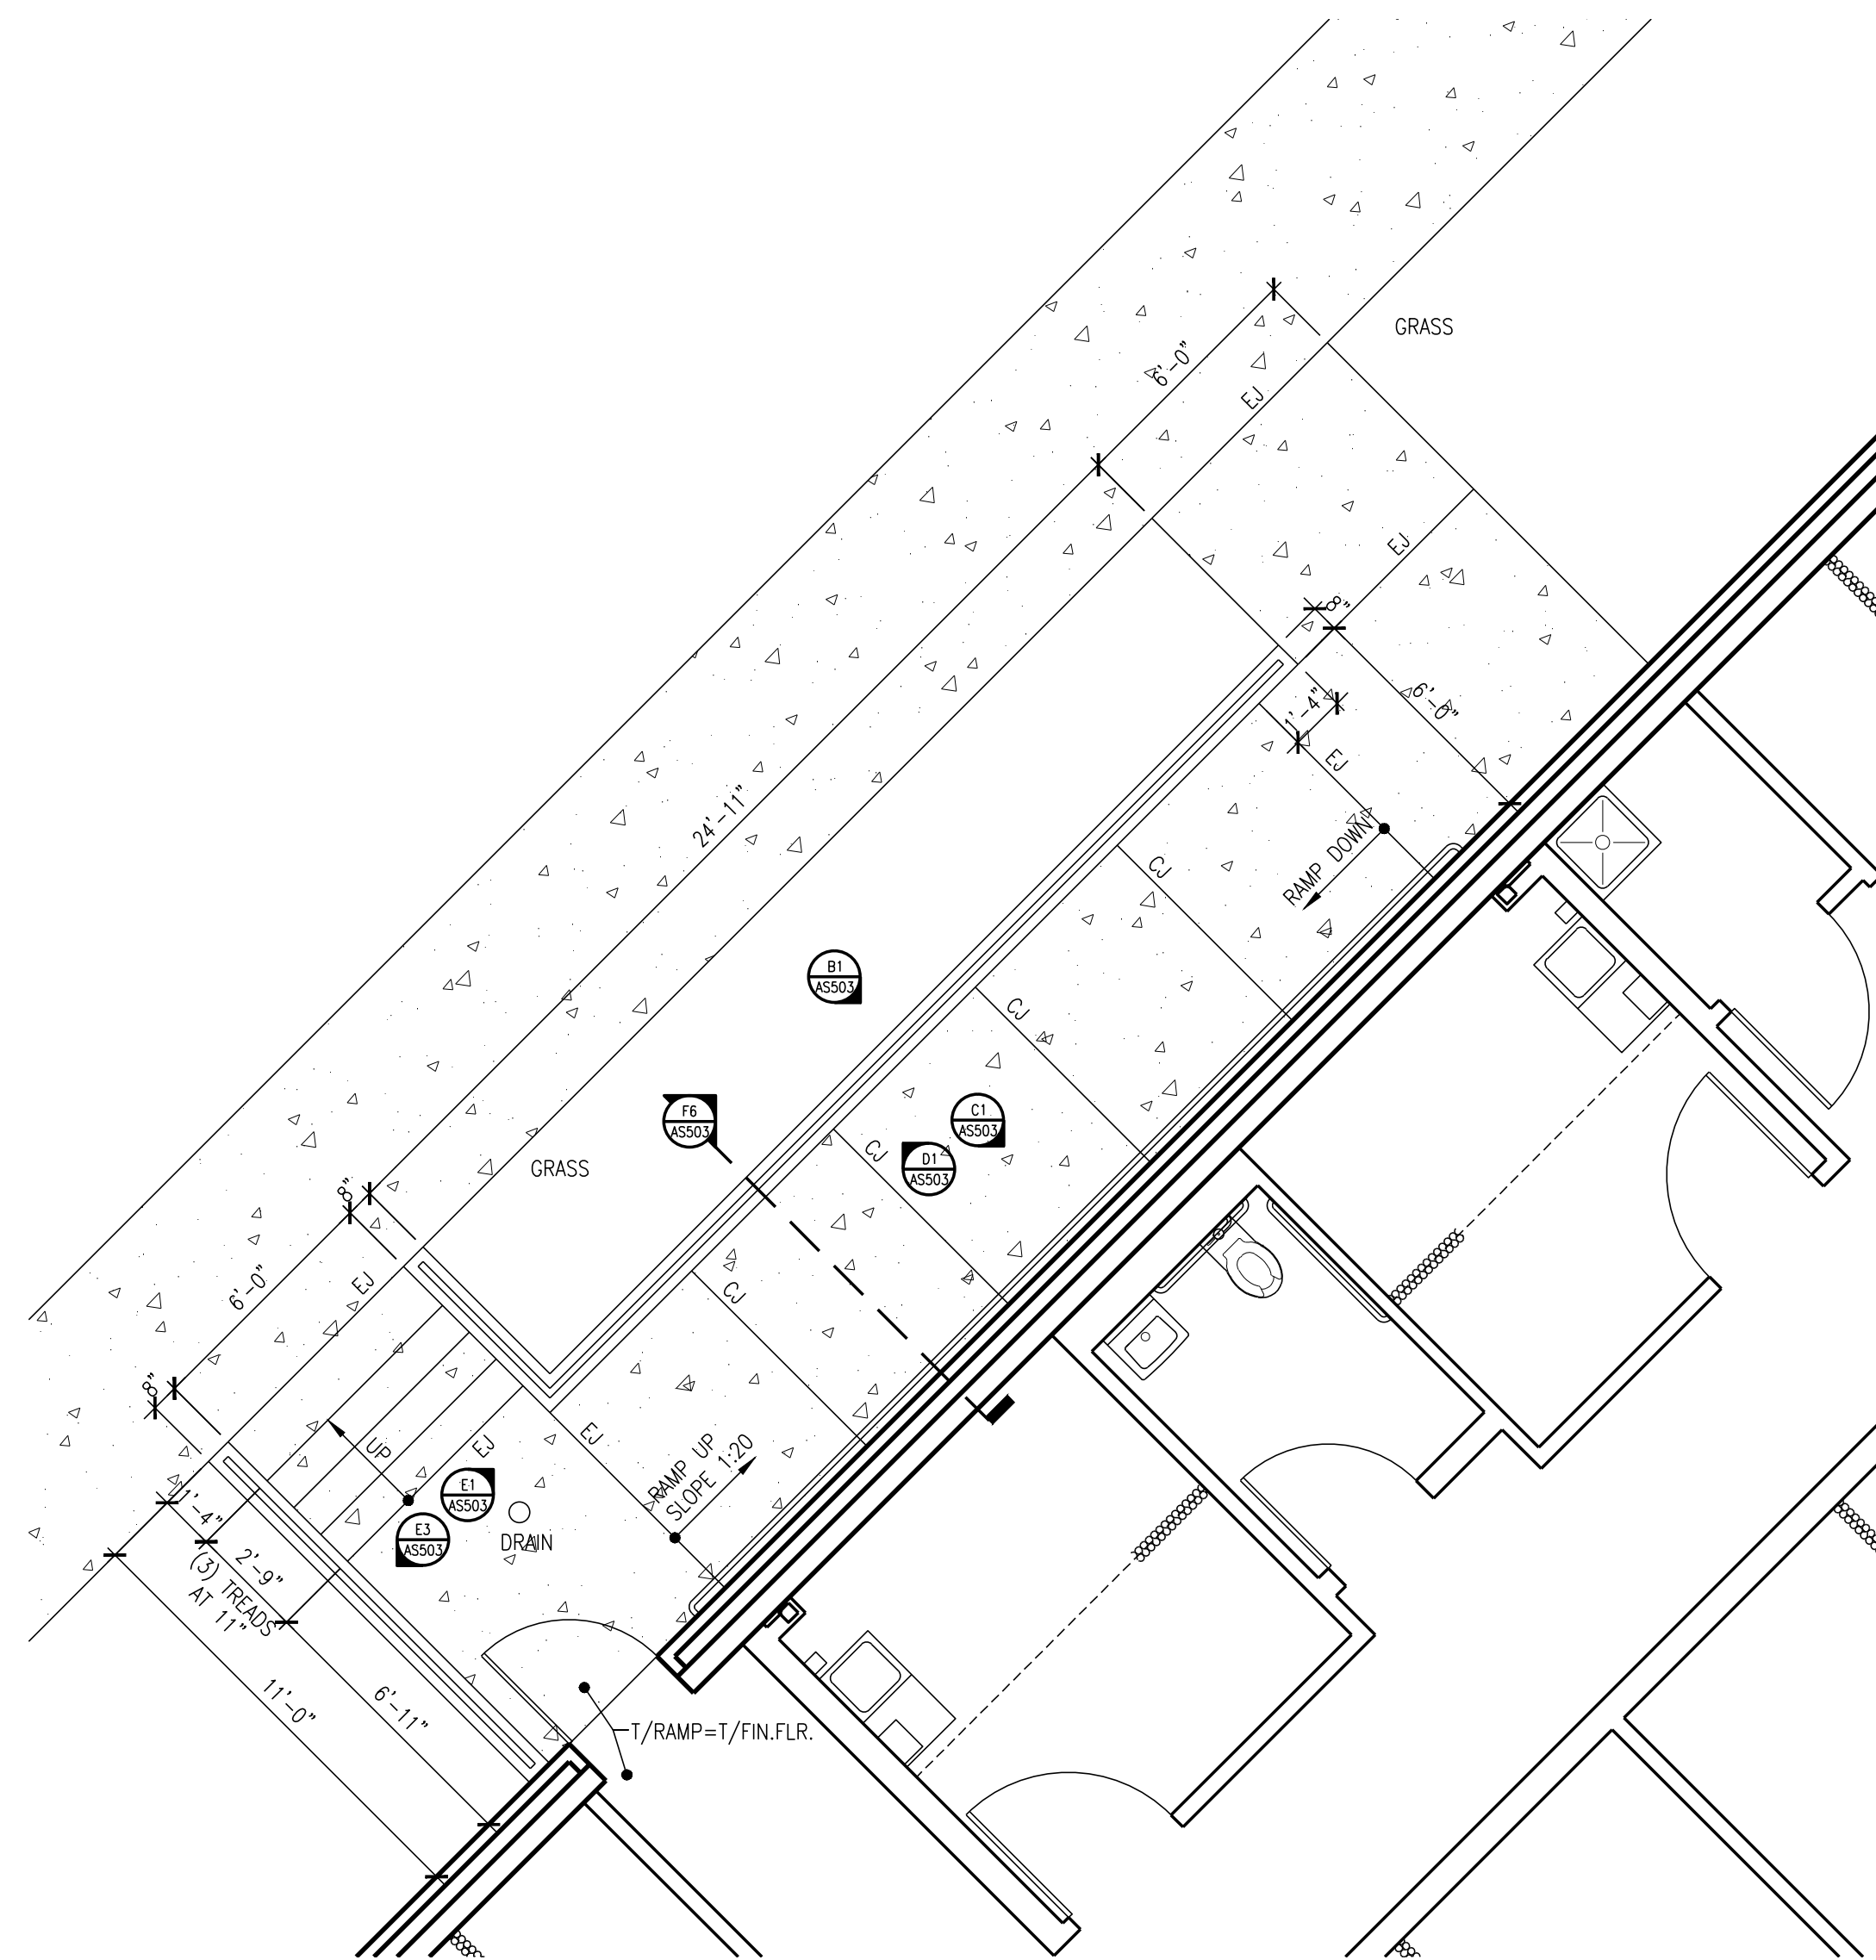 GRASS
6'-0"
EJ
EJ
8"
6'-0"
1'-4"
EJ
24'-11"
RAMP DOWN
CJ
B1
AS503
CJ
F6
AS503
C1
AS503
D1
AS503
CJ
GRASS
8"
6'-0"
EJ
CJ
8"
UP
EJ
EJ
RAMP UP
SLOPE 1:20
E1
AS503
E3
AS503
DRAIN
1'-4"
2'-9"
(3) TREADS
AT 11"
11'-0"
6'-11"
T/RAMP=T/FIN.FLR.